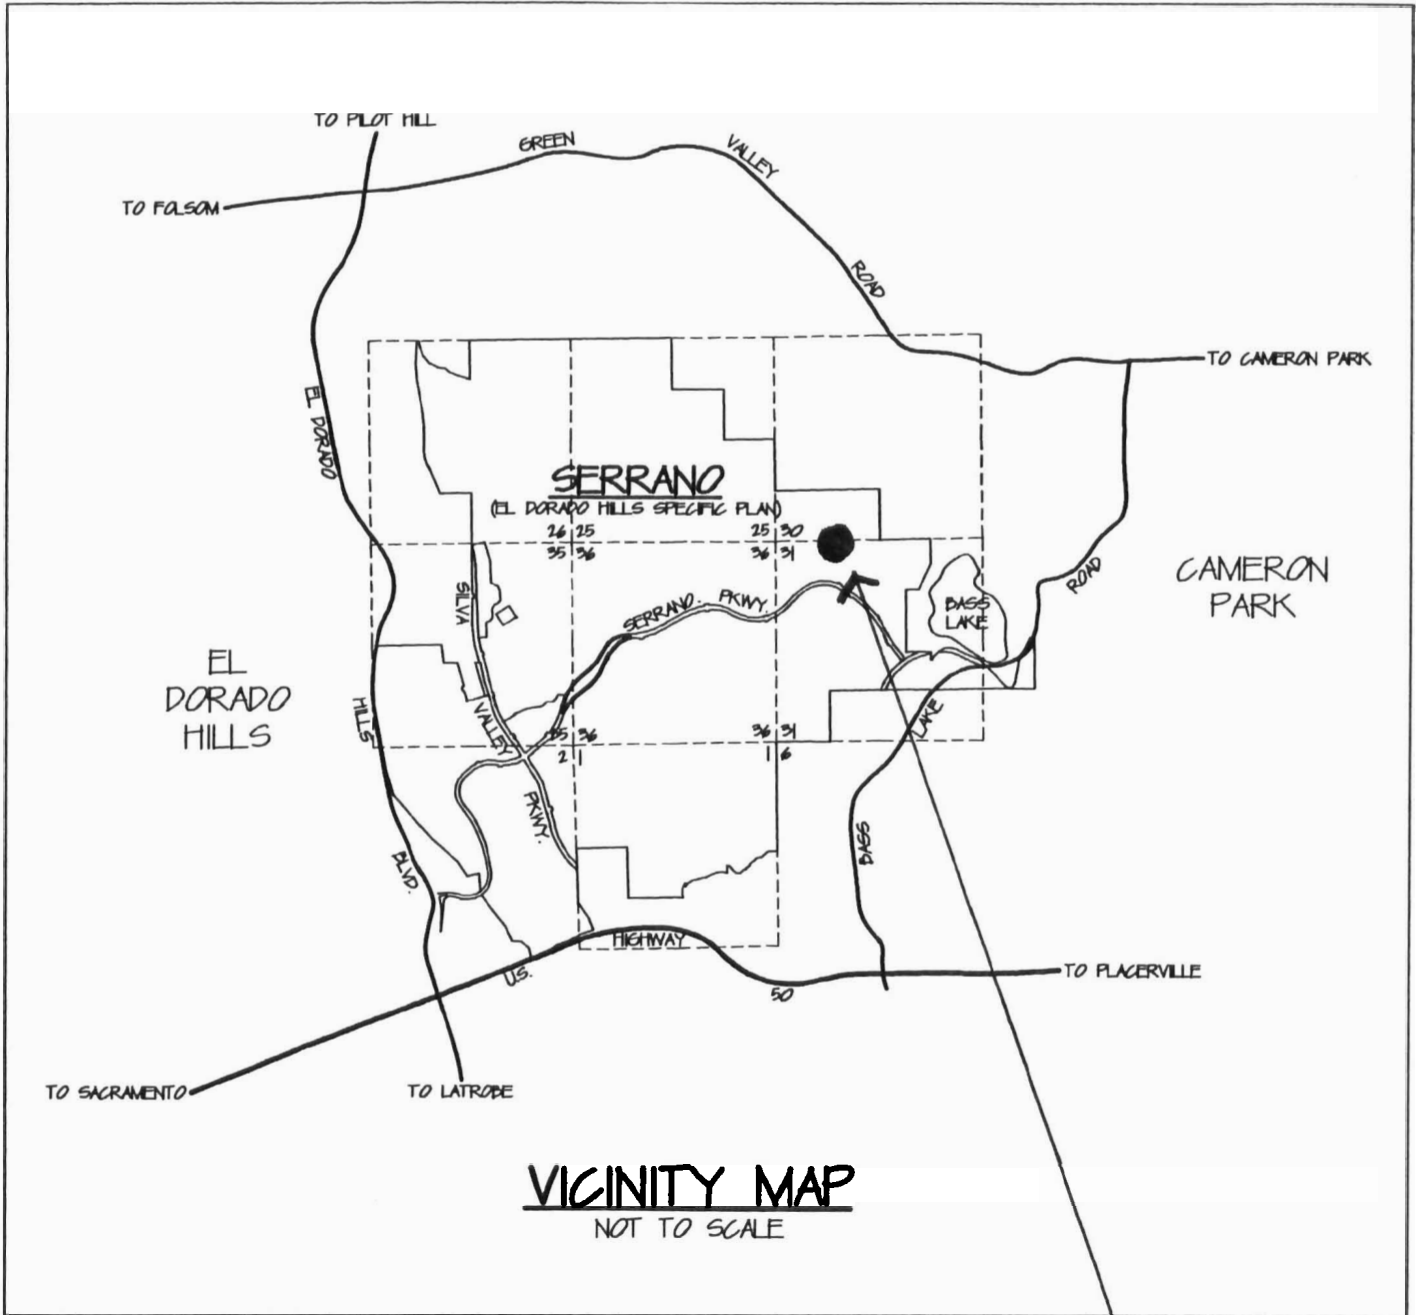 TO PILOT HILL
GREEN
VALLEY
TO FOLSOM
ROAD
TO CAMERON PARK
EL DORADO
SERRANO
(EL DORADO HILLS SPECIFIC PLAN)
26 25
35 36
25 30
36 31
CAMERON
PARK
ROAD
SILVA
SERRANO
PKWY.
BASS
LAKE
EL
DORADO
HILLS
HILLS
VALLEY
LAKE
35 36
2 1
36 31
1 6
PKWY.
BASS
BLVD.
HIGHWAY
U.S.
50
TO PLACERVILLE
TO SACRAMENTO
TO LATROBE
VICINITY MAP
NOT TO SCALE